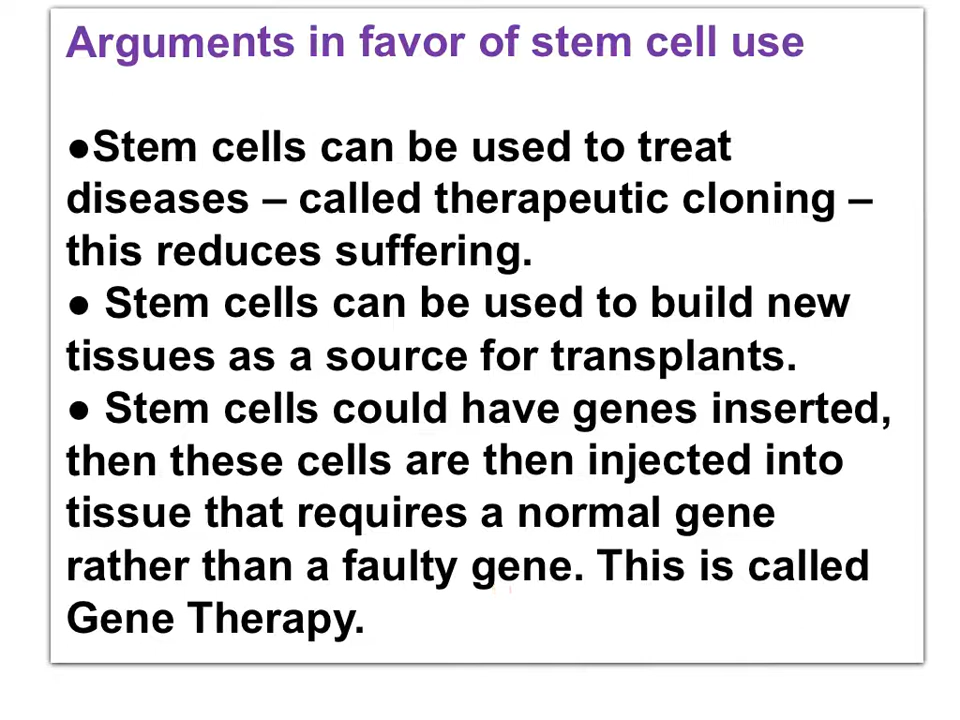 Arguments in favor of stem cell use
●Stem cells can be used to treat
diseases – called therapeutic cloning –
this reduces suffering.
● Stem cells can be used to build new
tissues as a source for transplants.
● Stem cells could have genes inserted,
then these cells are then injected into
tissue that requires a normal gene
rather than a faulty gene. This is called
Gene Therapy.